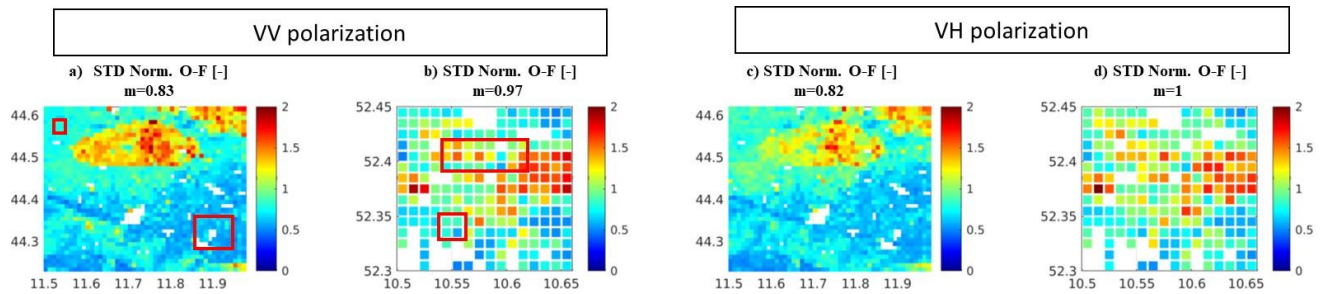 VV polarization
VH polarization
a) STD Norm. O-F [-]
m=0.83
b) STD Norm. O-F [-]
m=0.97
c) STD Norm. O-F [-]
m=0.82
d) STD Norm. O-F [-]
m=1
44.6
44.5
44.4
44.3
11.5 11.6 11.7 11.8 11.9
2
1.5
1
0.5
0
52.45
52.4
52.35
52.3
10.5 10.55 10.6 10.65
2
1.5
1
0.5
0
44.6
44.5
44.4
44.3
11.5 11.6 11.7 11.8 11.9
2
1.5
1
0.5
0
52.45
52.4
52.35
52.3
10.5 10.55 10.6 10.65
2
1.5
1
0.5
0